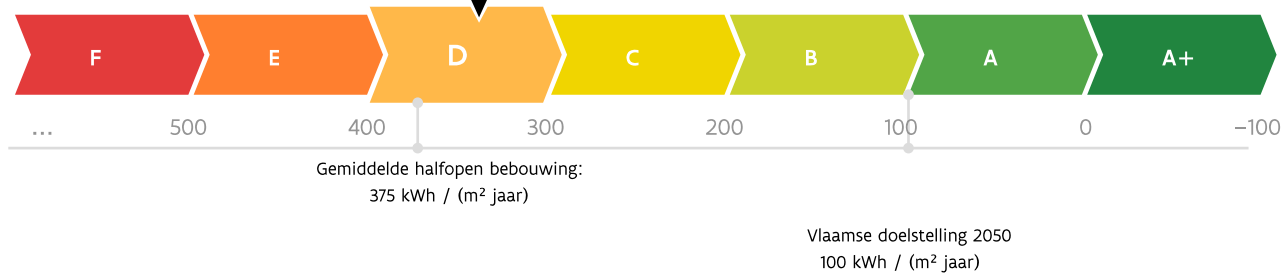 F E D C B A A+
... 500 400 300 200 100 0 −100
Gemiddelde halfopen bebouwing:
375 kWh / (m² jaar)
Vlaamse doelstelling 2050
100 kWh / (m² jaar)